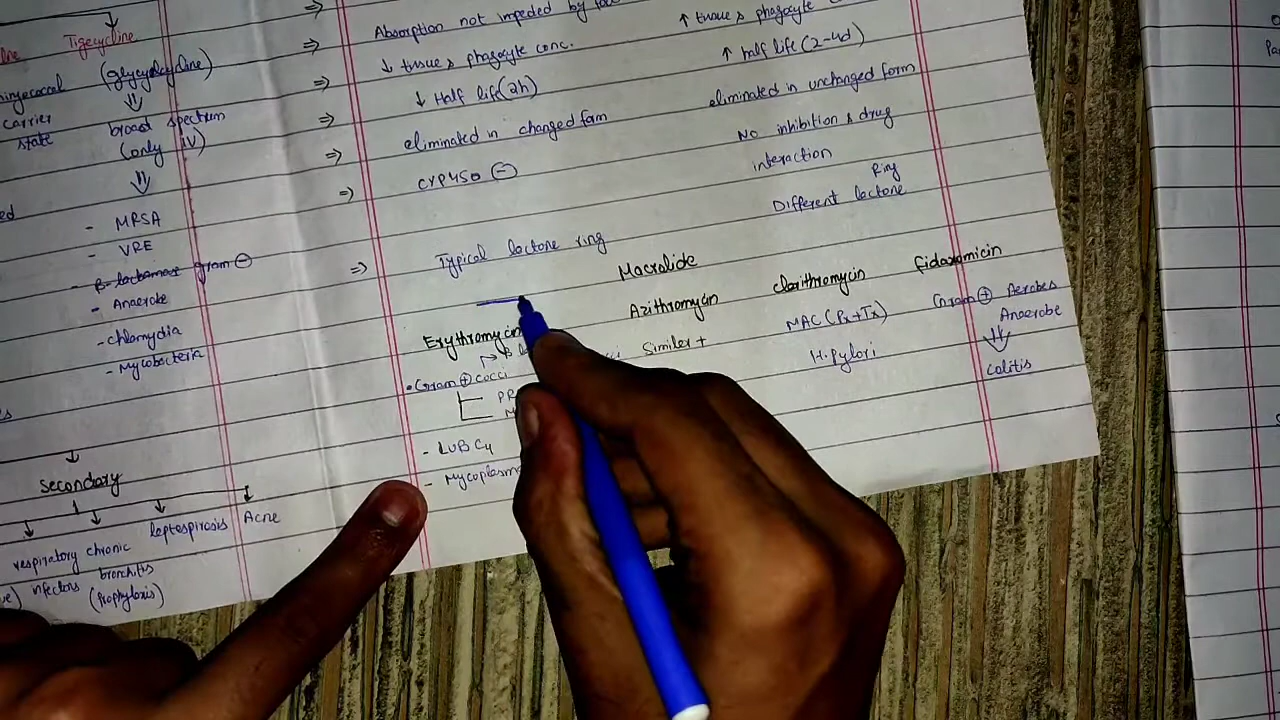 Tigecycline
(glycylcycline)
carrier
state
broad spectrum
(only IV)
- MRSA
- VRE
- β-lactamase gram ⊖
- Anaerobe
- chlamydia
- Mycobacteria
Secondary
respiratory chronic leptospirosis Acne
infections bronchitis
(prophylaxis)
⇒ Absorption not impeded by
⇒ ↓ tissue & phagocyte conc.
⇒ ↓ Half life (2h)
⇒ eliminated in changed form
⇒ CYP450 ⊖
⇒ Typical lactone ring
↑ tissue & phagocyte
↑ half life (2-4d)
eliminated in unchanged form
No inhibition & drug
interaction
Different lactone Ring
Macrolide
Erythromycin
• Gram ⊕ cocci
- LUBC4
- Mycoplasma
Azithromycin
Similer +
clarithromycin
MAC (Px+Tx)
H. pylori
fidaxomicin
Gram ⊕ Aerobes
Anaerobe
colitis